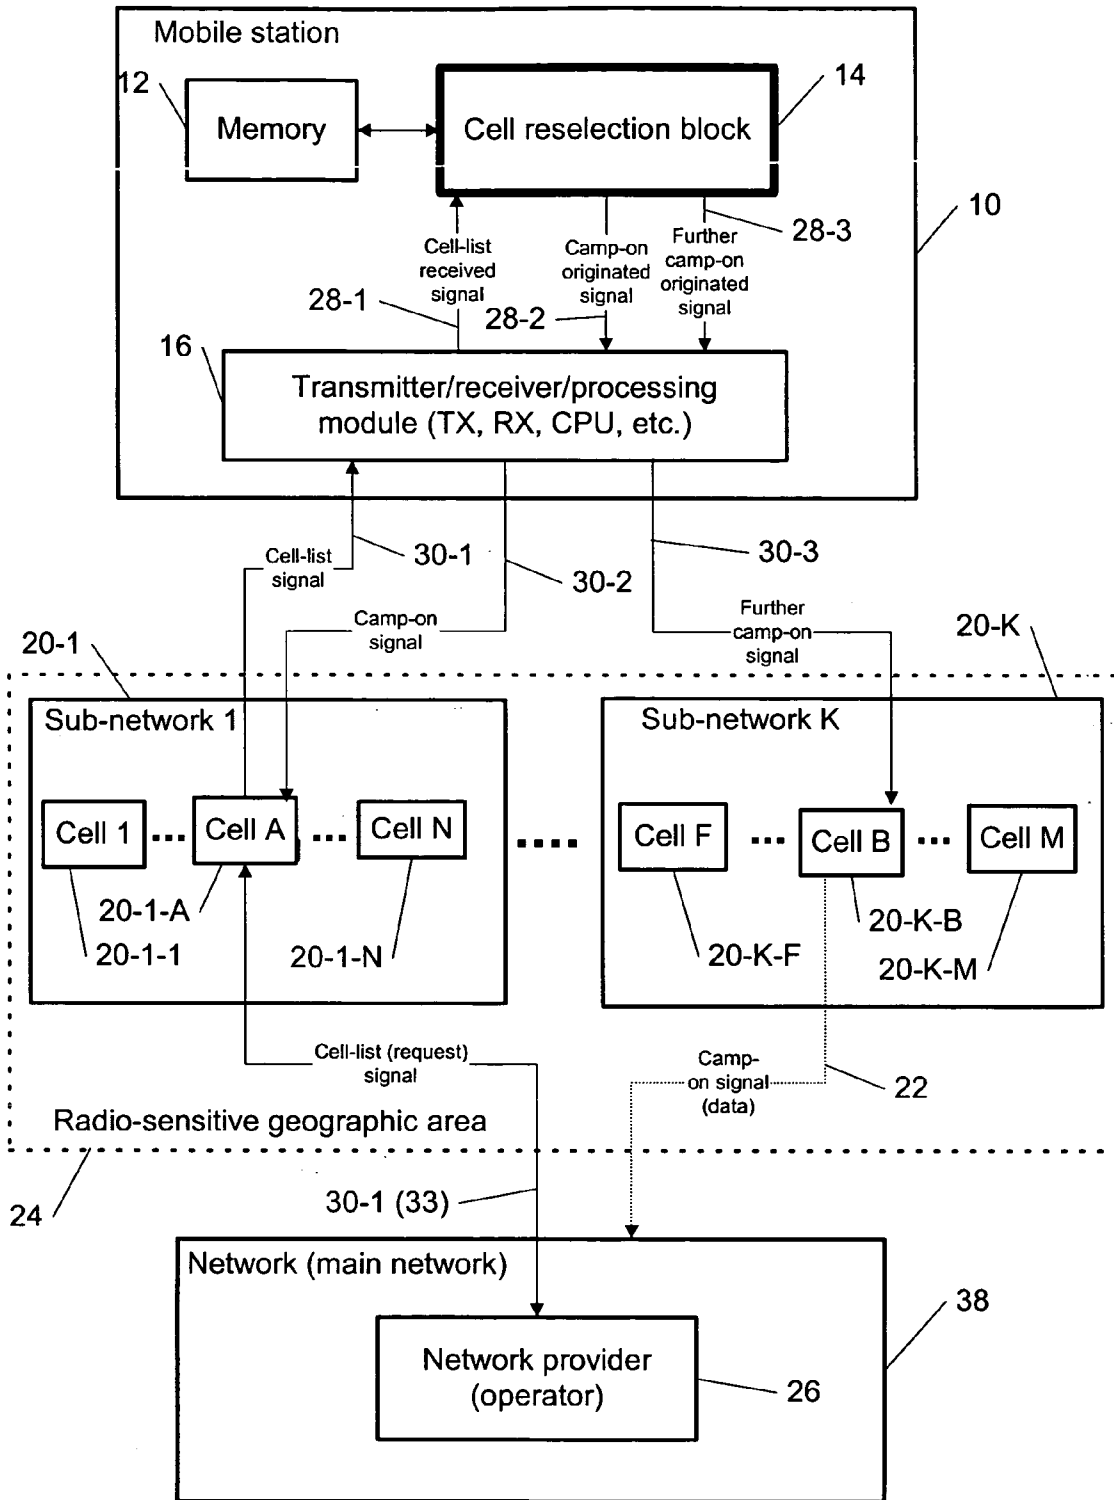 Mobile station
12
Memory
Cell reselection block
14
10
Cell-list
received
signal
Camp-on
originated
signal
Further
camp-on
originated
signal
28-3
28-1
28-2
16
Transmitter/receiver/processing
module (TX, RX, CPU, etc.)
Cell-list
signal
30-1
30-2
30-3
Camp-on
signal
Further
camp-on
signal
20-1
20-K
Sub-network 1
Sub-network K
Cell 1
...
Cell A
...
Cell N
....
Cell F
...
Cell B
...
Cell M
20-1-A
20-1-1
20-1-N
20-K-F
20-K-B
20-K-M
Cell-list (request)
signal
Camp-
on signal
(data)
22
Radio-sensitive geographic area
24
30-1 (33)
Network (main network)
38
Network provider
(operator)
26